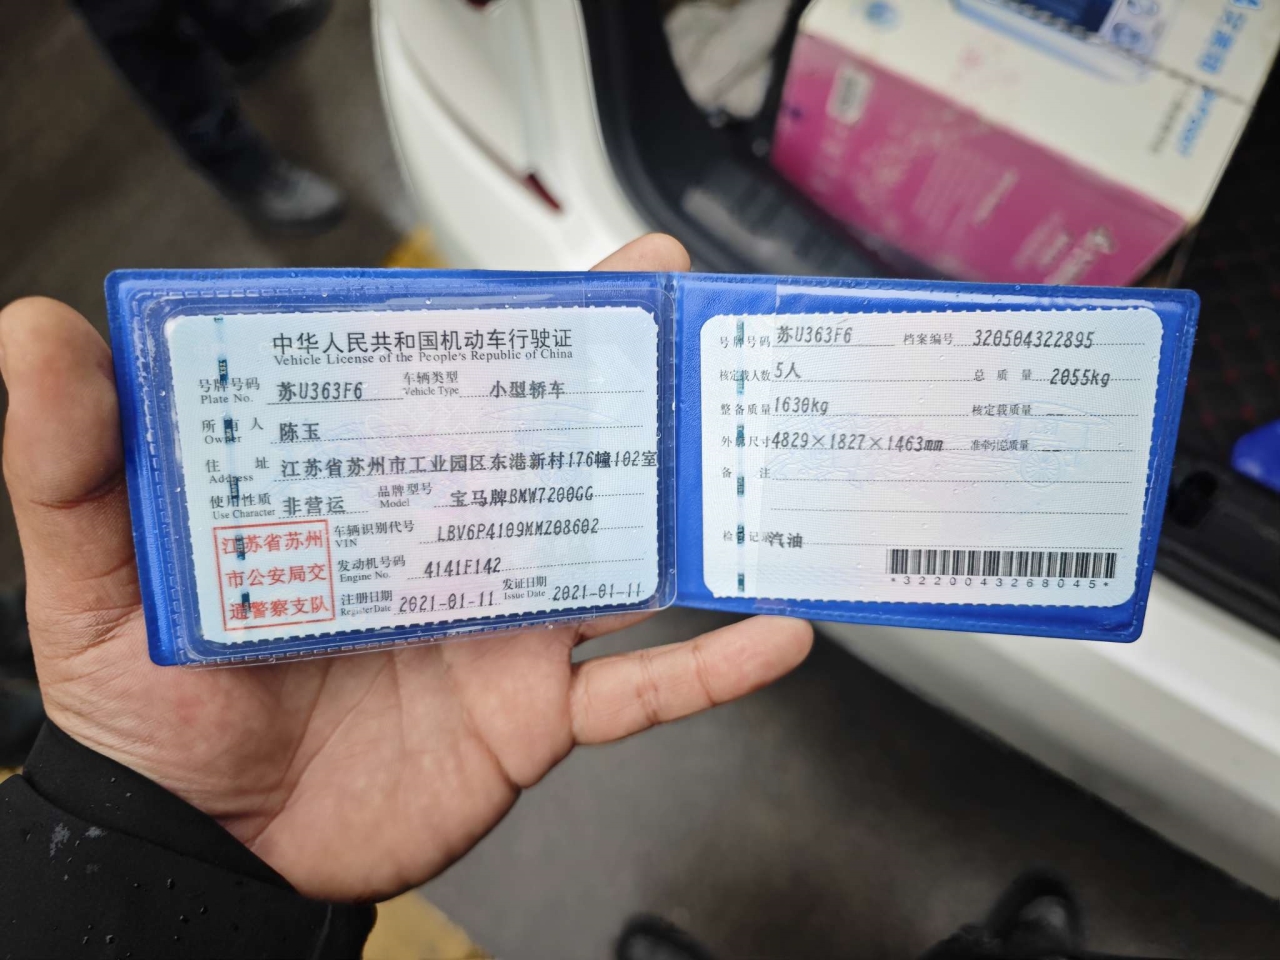 中华人民共和国机动车行驶证
Vehicle License of the People's Republic of China
号牌号码 苏U363F6 车辆类型 小型轿车
Plate No. Vehicle Type
所有人 陈玉
Owner
住址 江苏省苏州市工业园区东港新村176幢102室
Address
使用性质 非营运 品牌型号 宝马牌BMW7200GG
Use Character Model
江苏省苏州
市公安局交
通警察支队
车辆识别代号 LBV6P4109MMZ08602
VIN
发动机号码 4141F142
Engine No.
注册日期 2021-01-11 发证日期 2021-01-11
Register Date Issue Date
号牌号码 苏U363F6 档案编号 320504322895
核定载人数 5人 总质量 2055kg
整备质量 1630kg 核定载质量 --
外廓尺寸 4829×1827×1463mm 准牵引总质量 --
备注
检验记录 汽油
*3220043268045*